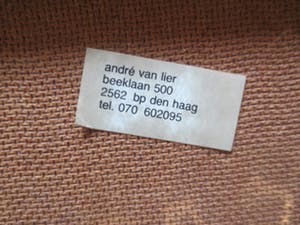 andré van lier
beeklaan 500
2562 bp den haag
tel. 070 602095